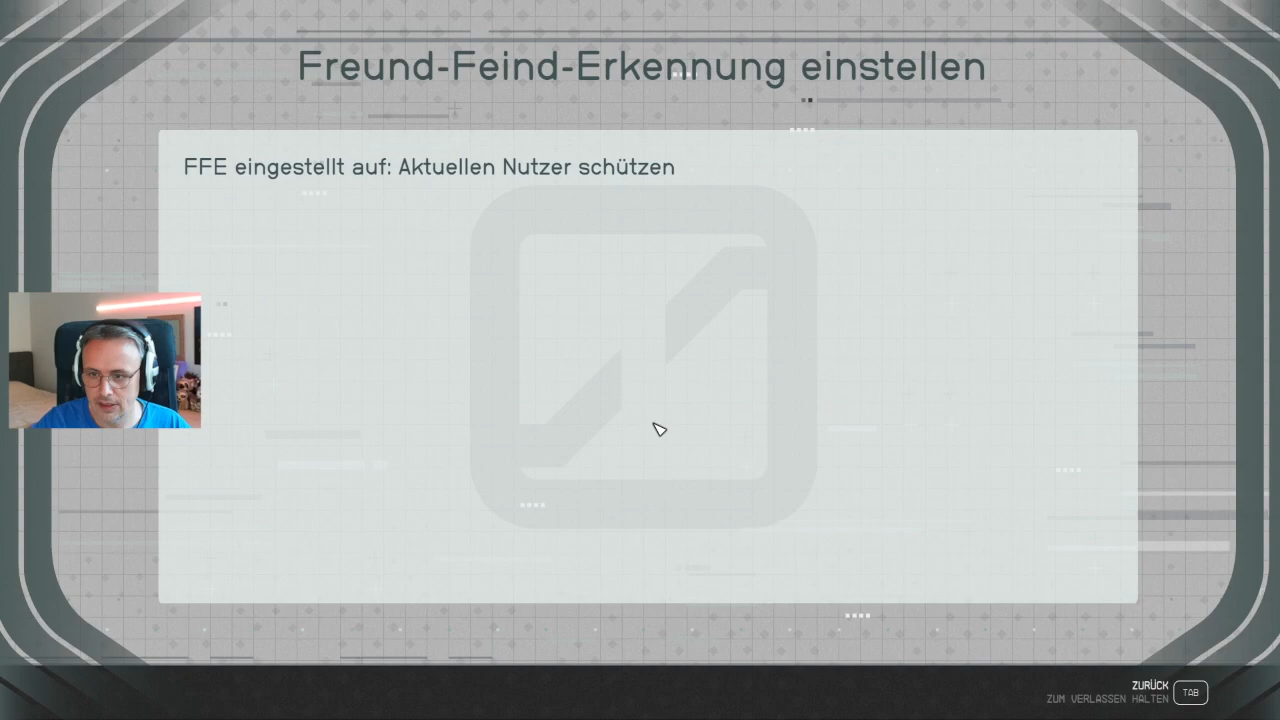 Freund-Feind-Erkennung einstellen
FFE eingestellt auf: Aktuellen Nutzer schützen
ZURÜCK
ZUM VERLASSEN HALTEN
TAB